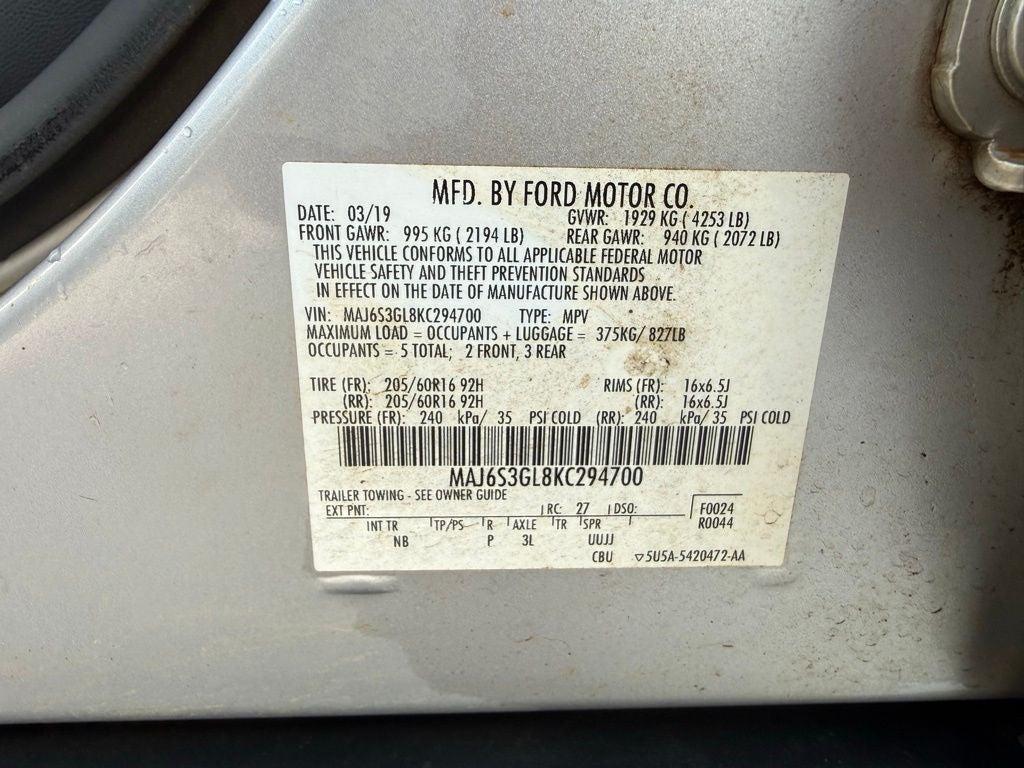 MFD. BY FORD MOTOR CO.
DATE: 03/19 GVWR: 1929 KG ( 4253 LB)
FRONT GAWR: 995 KG ( 2194 LB) REAR GAWR: 940 KG ( 2072 LB)
THIS VEHICLE CONFORMS TO ALL APPLICABLE FEDERAL MOTOR
VEHICLE SAFETY AND THEFT PREVENTION STANDARDS
IN EFFECT ON THE DATE OF MANUFACTURE SHOWN ABOVE.
VIN: MAJ6S3GL8KC294700 TYPE: MPV
MAXIMUM LOAD = OCCUPANTS + LUGGAGE = 375KG/ 827LB
OCCUPANTS = 5 TOTAL; 2 FRONT, 3 REAR
TIRE (FR): 205/60R16 92H RIMS (FR): 16x6.5J
(RR): 205/60R16 92H (RR): 16x6.5J
PRESSURE (FR): 240 kPa/ 35 PSI COLD (RR): 240 kPa/ 35 PSI COLD
MAJ6S3GL8KC294700
TRAILER TOWING - SEE OWNER GUIDE
EXT PNT: RC: 27 DSO: F0024
INT TR TP/PS R AXLE TR SPR R0044
NB P 3L UUJJ
CBU 5U5A-5420472-AA